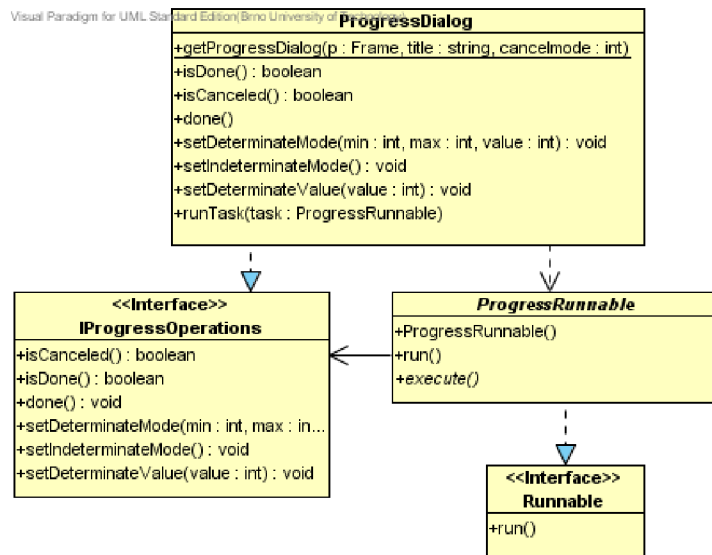 Visual Paradigm for UML Standard Edition(Brno University of Technology)
ProgressDialog
+getProgressDialog(p : Frame, title : string, cancelmode : int)
+isDone() : boolean
+isCanceled() : boolean
+done()
+setDeterminateMode(min : int, max : int, value : int) : void
+setIndeterminateMode() : void
+setDeterminateValue(value : int) : void
+runTask(task : ProgressRunnable)
<<Interface>>
IProgressOperations
+isCanceled() : boolean
+isDone() : boolean
+done() : void
+setDeterminateMode(min : int, max : in...
+setIndeterminateMode() : void
+setDeterminateValue(value : int) : void
ProgressRunnable
+ProgressRunnable()
+run()
+execute()
<<Interface>>
Runnable
+run()